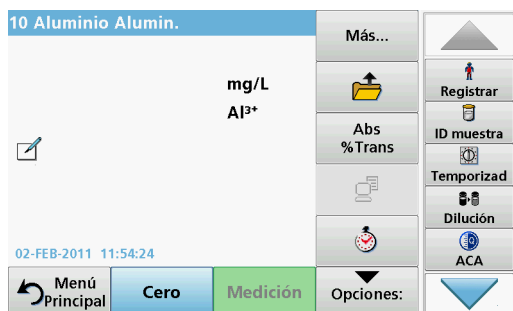 10 Aluminio Alumin.
mg/L
Al³⁺
02-FEB-2011 11:54:24
Menú
Principal
Cero
Medición
Más...
Abs
%Trans
Opciones:
Registrar
ID muestra
Temporizad
Dilución
ACA